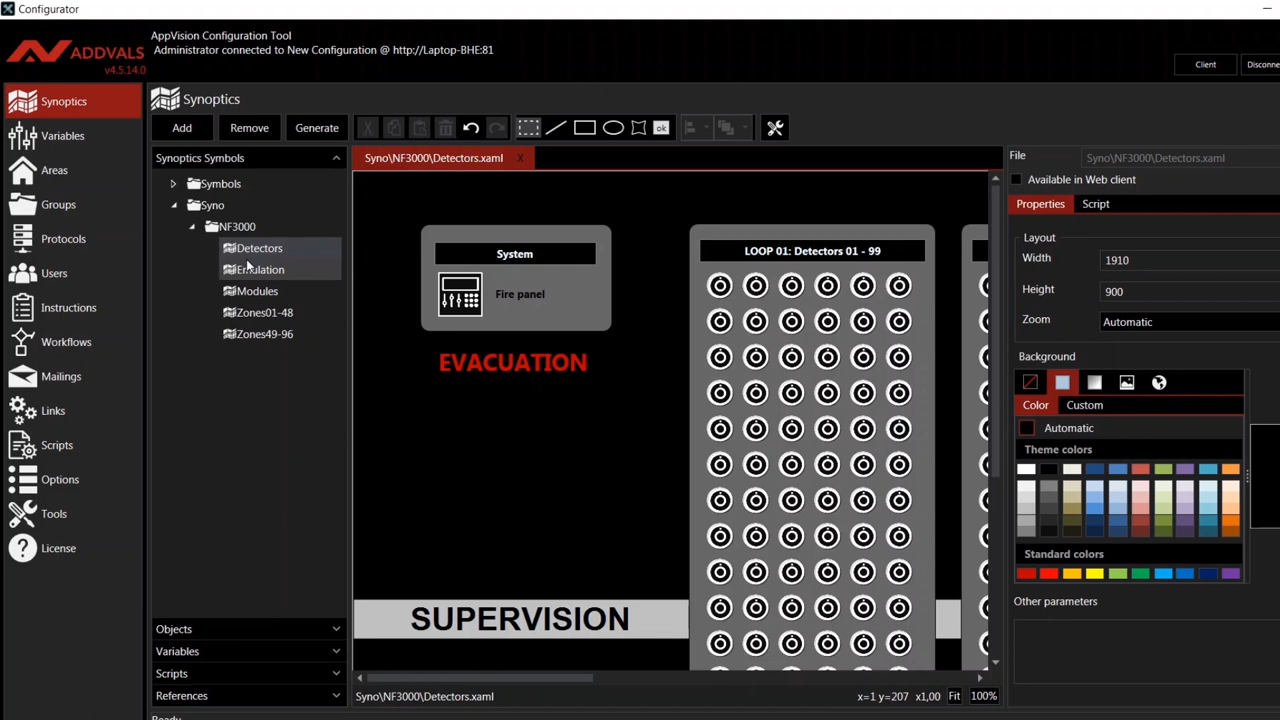 Configurator
ADDVALS
v4.5.14.0
AppVision Configuration Tool
Administrator connected to New Configuration @ http://Laptop-BHE:81
Client
Disconne
Synoptics
Variables
Areas
Groups
Protocols
Users
Instructions
Workflows
Mailings
Links
Scripts
Options
Tools
License
Synoptics
Add
Remove
Generate
ok
Synoptics Symbols
Symbols
Syno
NF3000
Detectors
Emulation
Modules
Zones01-48
Zones49-96
Objects
Variables
Scripts
References
Syno\NF3000\Detectors.xaml X
System
Fire panel
EVACUATION
LOOP 01: Detectors 01 - 99
SUPERVISION
Syno\NF3000\Detectors.xaml
x=1 y=207 x1,00 Fit 100%
File
Syno\NF3000\Detectors.xaml
Available in Web client
Properties
Script
Layout
Width
1910
Height
900
Zoom
Automatic
Background
Color
Custom
Automatic
Theme colors
Standard colors
Other parameters